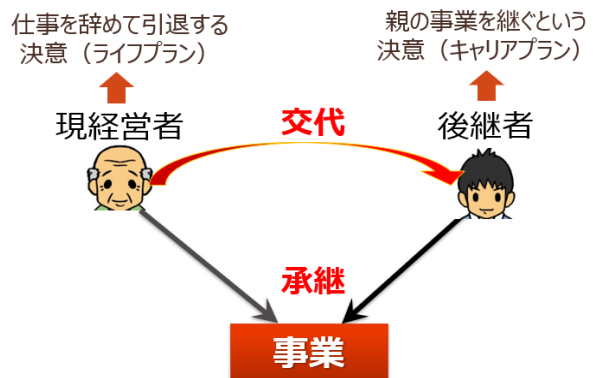 仕事を辞めて引退する
決意（ライフプラン）
親の事業を継ぐという
決意（キャリアプラン）
現経営者
交代
後継者
承継
事業